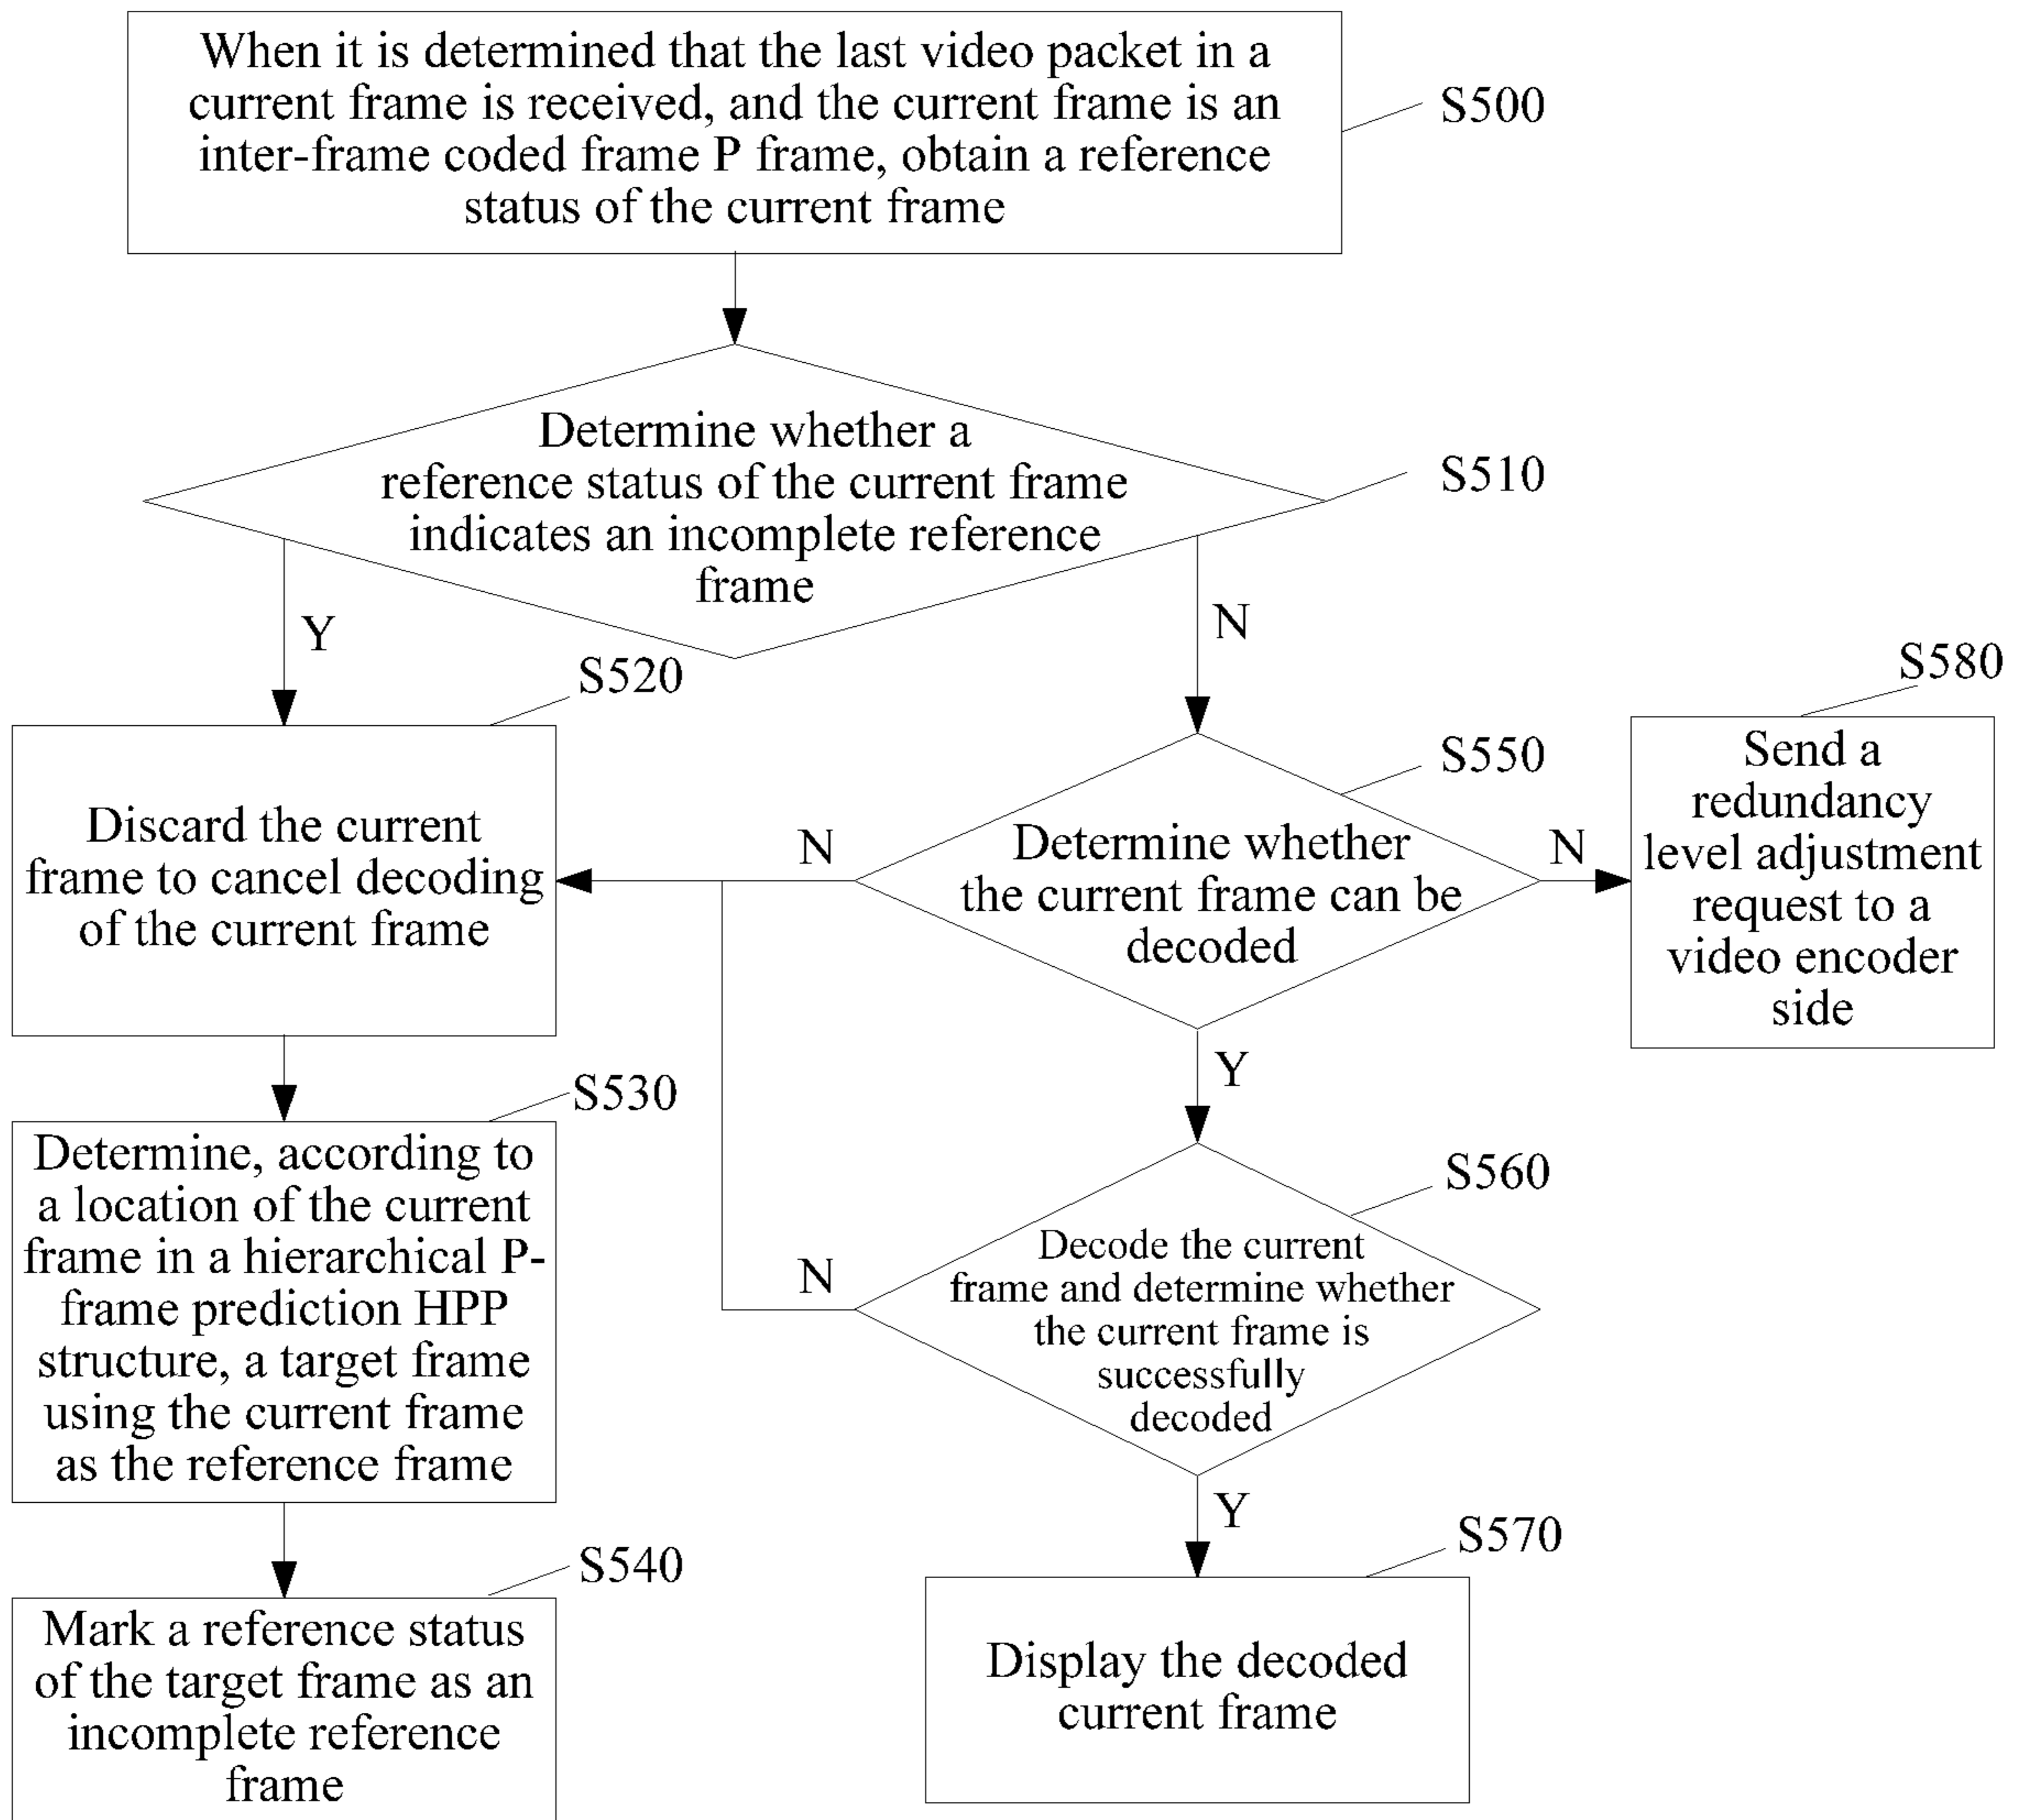 When it is determined that the last video packet in a
current frame is received, and the current frame is an
inter-frame coded frame P frame, obtain a reference
status of the current frame
S500
Determine whether a
reference status of the current frame
indicates an incomplete reference
frame
S510
Y
N
S520
Discard the current
frame to cancel decoding
of the current frame
S550
Determine whether
the current frame can be
decoded
N
N
S580
Send a
redundancy
level adjustment
request to a
video encoder
side
Y
S530
Determine, according to
a location of the current
frame in a hierarchical P-
frame prediction HPP
structure, a target frame
using the current frame
as the reference frame
S560
Decode the current
frame and determine whether
the current frame is
successfully
decoded
N
Y
S540
Mark a reference status
of the target frame as an
incomplete reference
frame
S570
Display the decoded
current frame